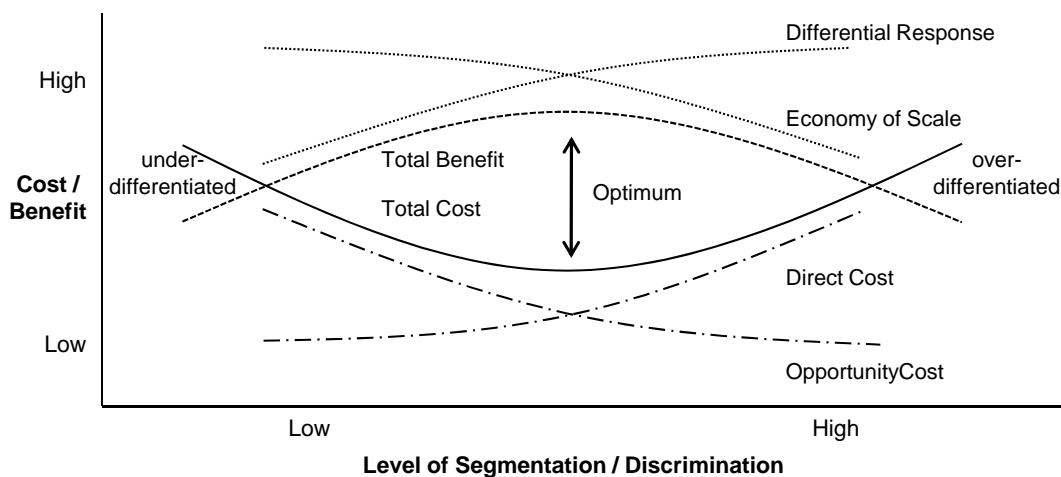 Differential Response
High
Economy of Scale
under-
differentiated
Total Benefit
over-
differentiated
Cost /
Benefit
Optimum
Total Cost
Direct Cost
Low
OpportunityCost
Low
High
Level of Segmentation / Discrimination